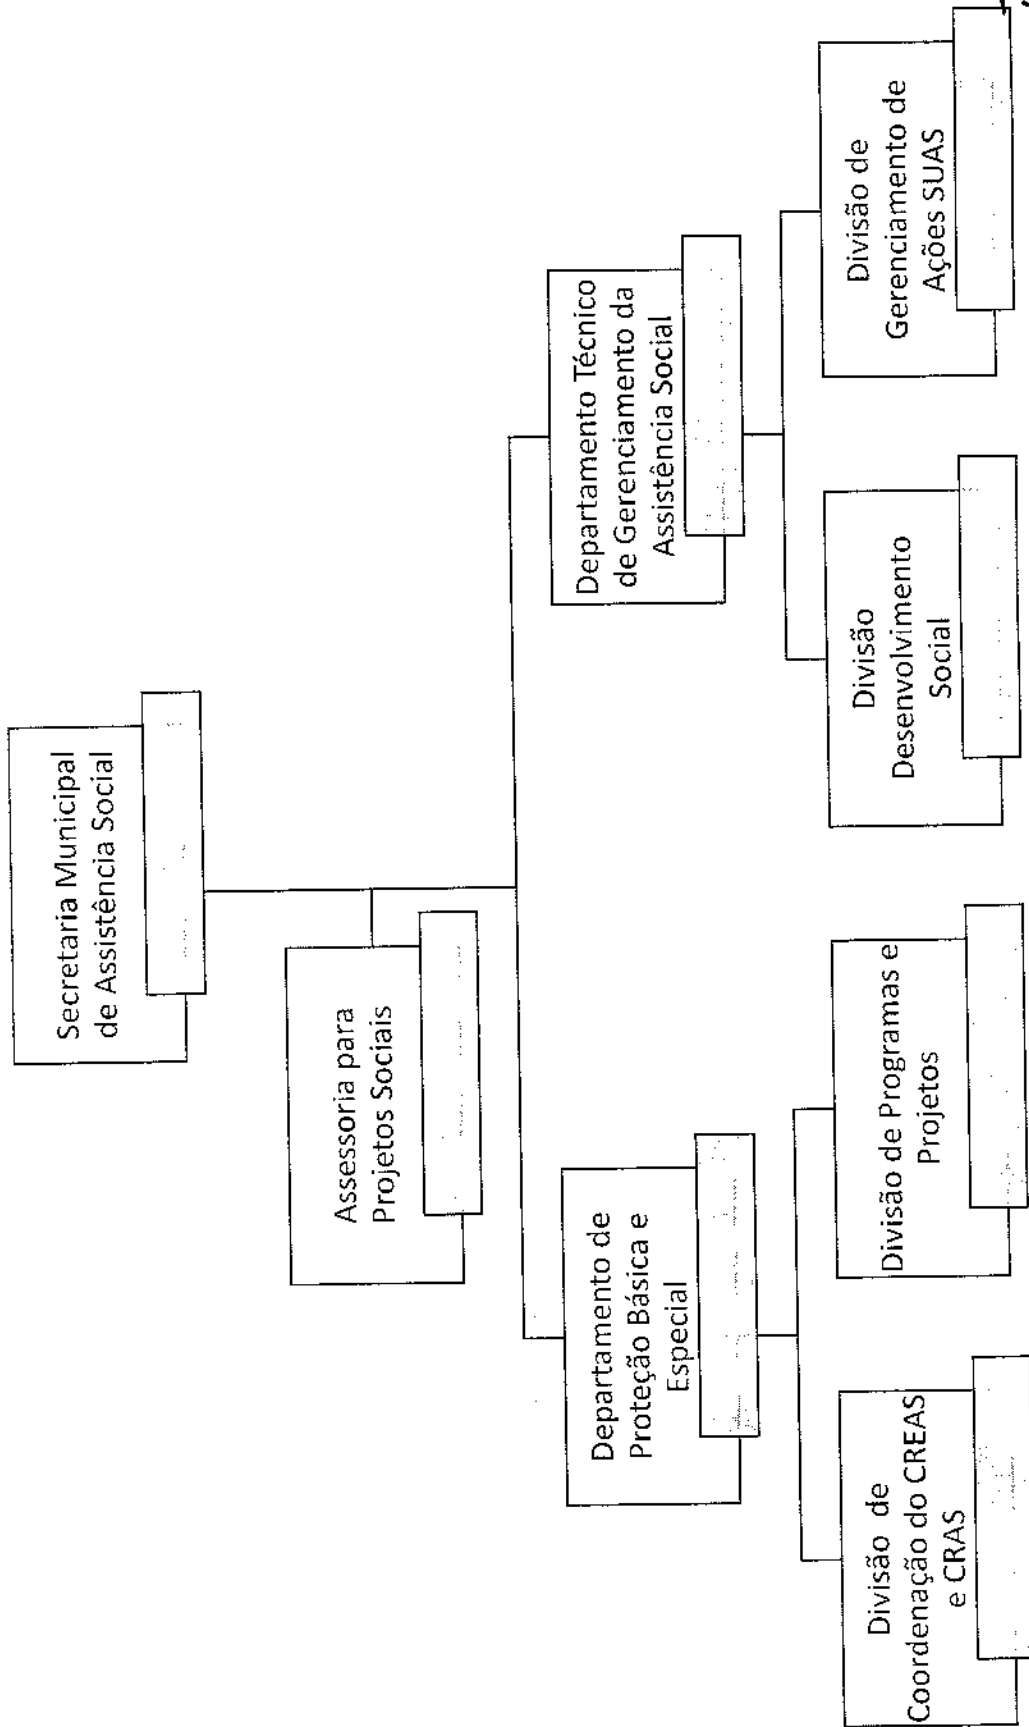 Secretaria Municipal
de Assistência Social
Assessoria para
Projetos Sociais
Departamento de
Proteção Básica e
Especial
Departamento Técnico
de Gerenciamento da
Assistência Social
Divisão de
Coordenação do CREAS
e CRAS
Divisão de Programas e
Projetos
Divisão
Desenvolvimento
Social
Divisão de
Gerenciamento de
Ações SUAS